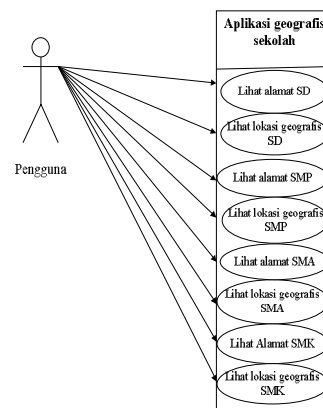 Aplikasi geografis
sekolah
Lihat alamat SD
Lihat lokasi geografis
SD
Pengguna
Lihat alamat SMP
Lihat lokasi geografis
SMP
Lihat alamat SMA
Lihat lokasi geografis
SMA
Lihat Alamat SMK
Lihat lokasi geografis
SMK